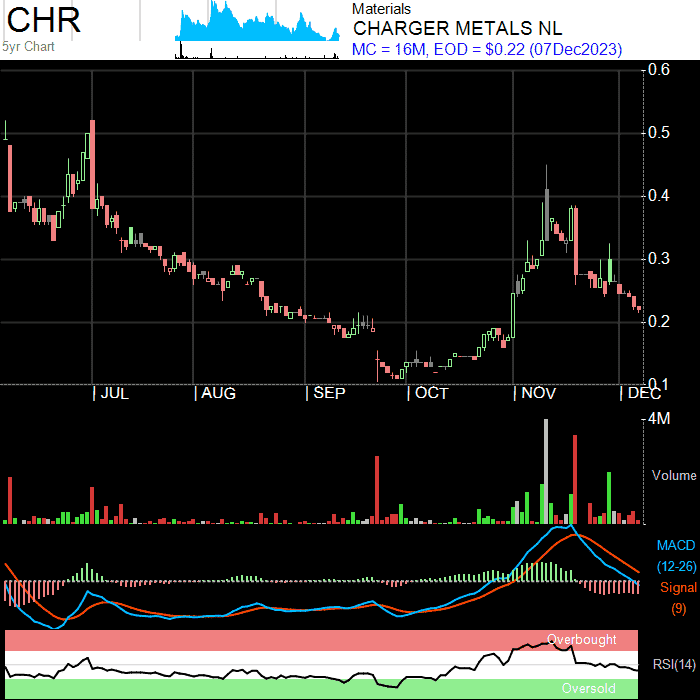 CHR
5yr Chart
Materials
CHARGER METALS NL
MC = 16M, EOD = $0.22 (07Dec2023)
0.6
0.5
0.4
0.3
0.2
0.1
JUL
AUG
SEP
OCT
NOV
DEC
4M
Volume
MACD
(12-26)
Signal
(9)
Overbought
RSI(14)
Oversold